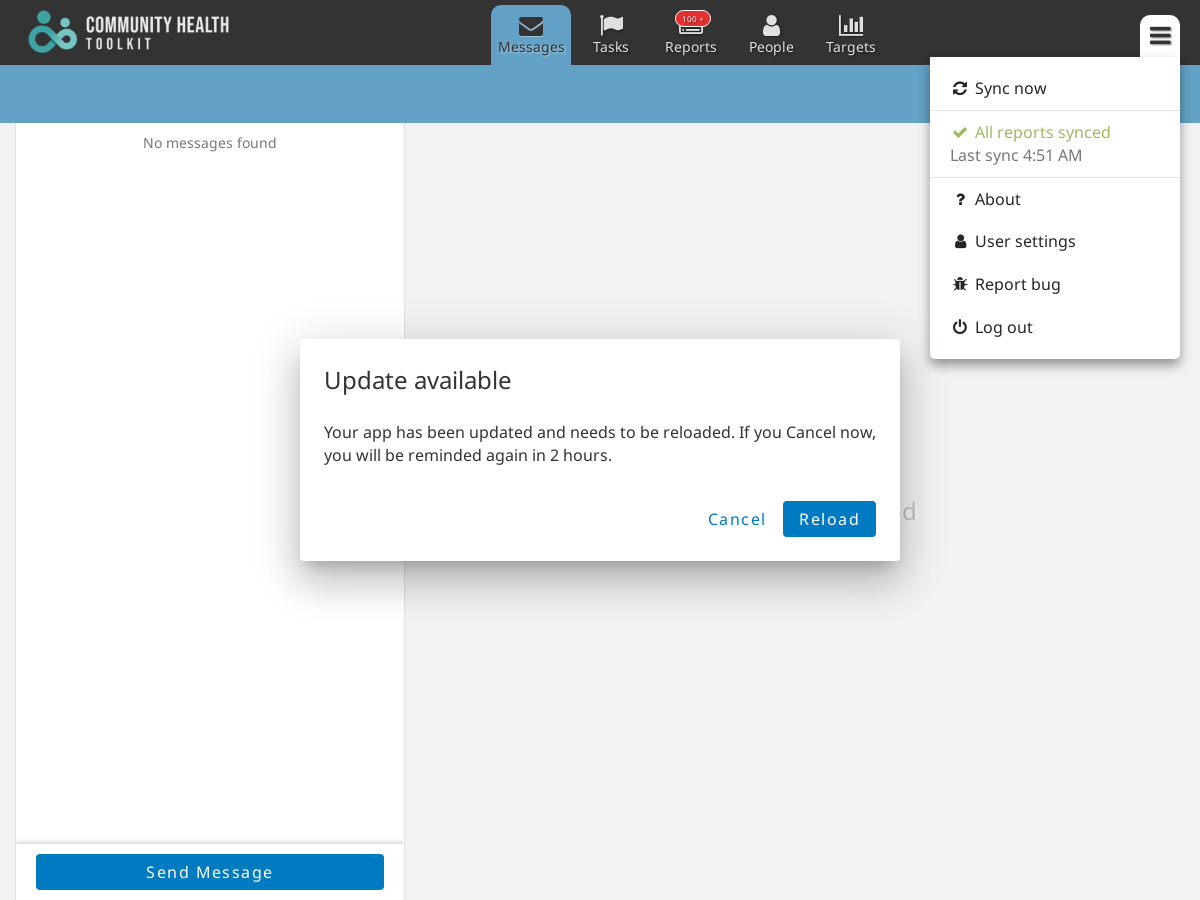 COMMUNITY HEALTH
TOOLKIT
Messages
Tasks
100 +
Reports
People
Targets
Sync now
All reports synced
Last sync 4:51 AM
About
User settings
Report bug
Log out
No messages found
Update available
Your app has been updated and needs to be reloaded. If you Cancel now,
you will be reminded again in 2 hours.
Cancel
Reload
Send Message